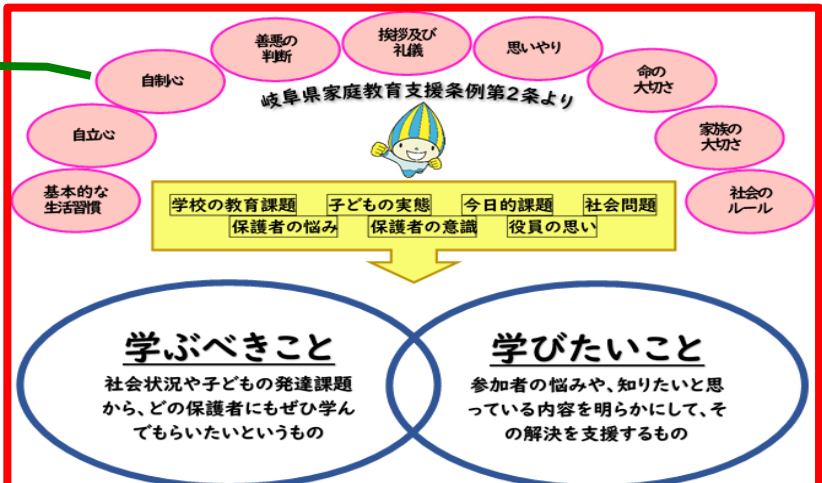 基本的な
生活習慣
自立心
自制心
善悪の
判断
挨拶及び
礼儀
思いやり
命の
大切さ
家族の
大切さ
社会の
ルール
岐阜県家庭教育支援条例第2条より
学校の教育課題 子どもの実態 今日的課題 社会問題
保護者の悩み 保護者の意識 役員の思い
学ぶべきこと
社会状況や子どもの発達課題
から、どの保護者にもぜひ学ん
でもらいたいというもの
学びたいこと
参加者の悩みや、知りたいと思
っている内容を明らかにして、そ
の解決を支援するもの